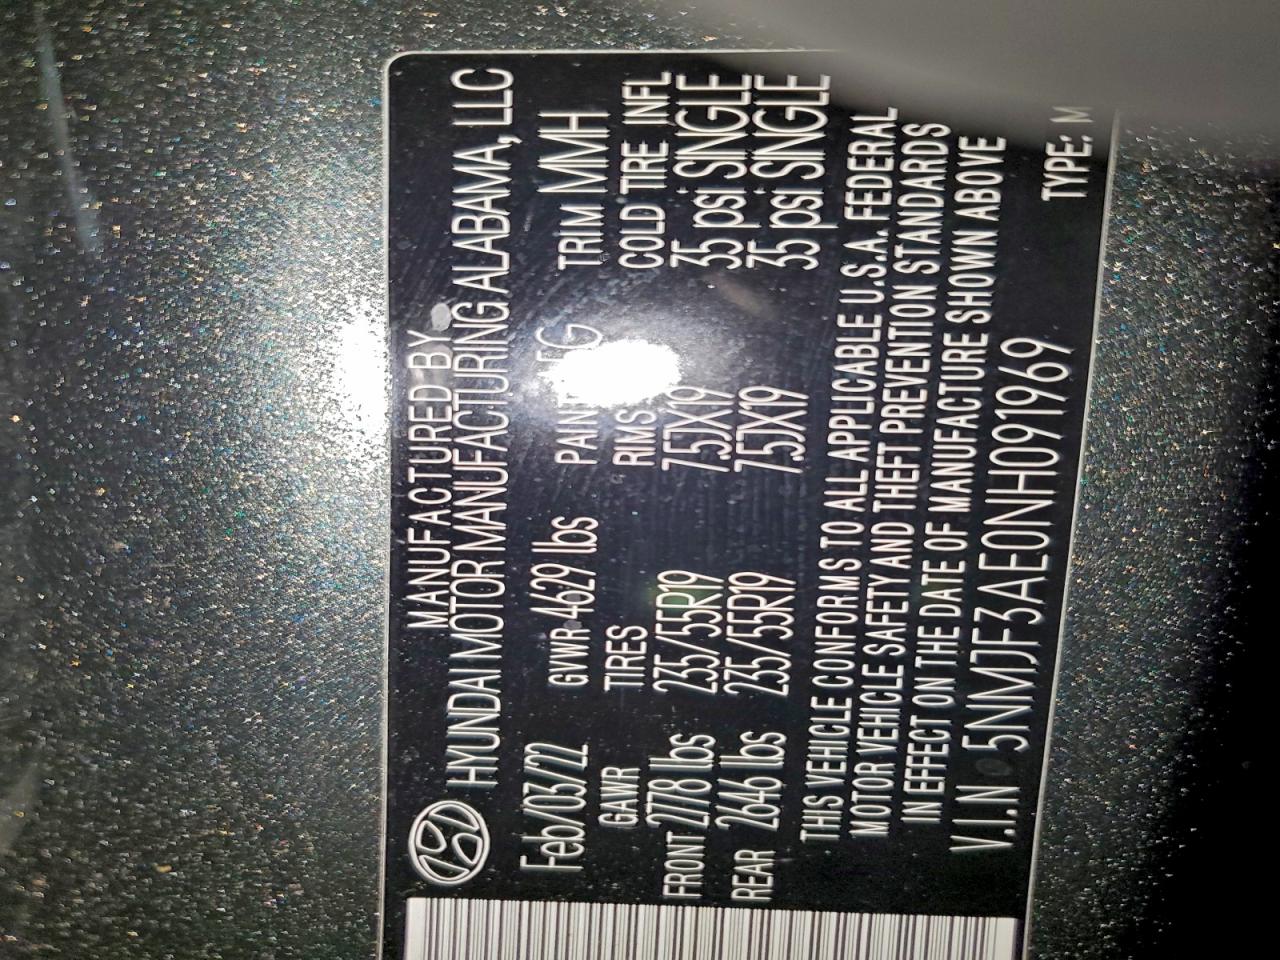 MANUFACTURED BY
HYUNDAI MOTOR MANUFACTURING ALABAMA, LLC
Feb/03/22 GVWR 4629 lbs TRIM MMH
GAWR TIRES RIMS COLD TIRE INFL
FRONT 2778 lbs 235/55R19 7.5JX19 35 psi SINGLE
REAR 2646 lbs 235/55R19 7.5JX19 35 psi SINGLE
THIS VEHICLE CONFORMS TO ALL APPLICABLE U.S.A. FEDERAL
MOTOR VEHICLE SAFETY AND THEFT PREVENTION STANDARDS
IN EFFECT ON THE DATE OF MANUFACTURE SHOWN ABOVE
V.I.N 5NMJF3AE0NH091969
TYPE: M